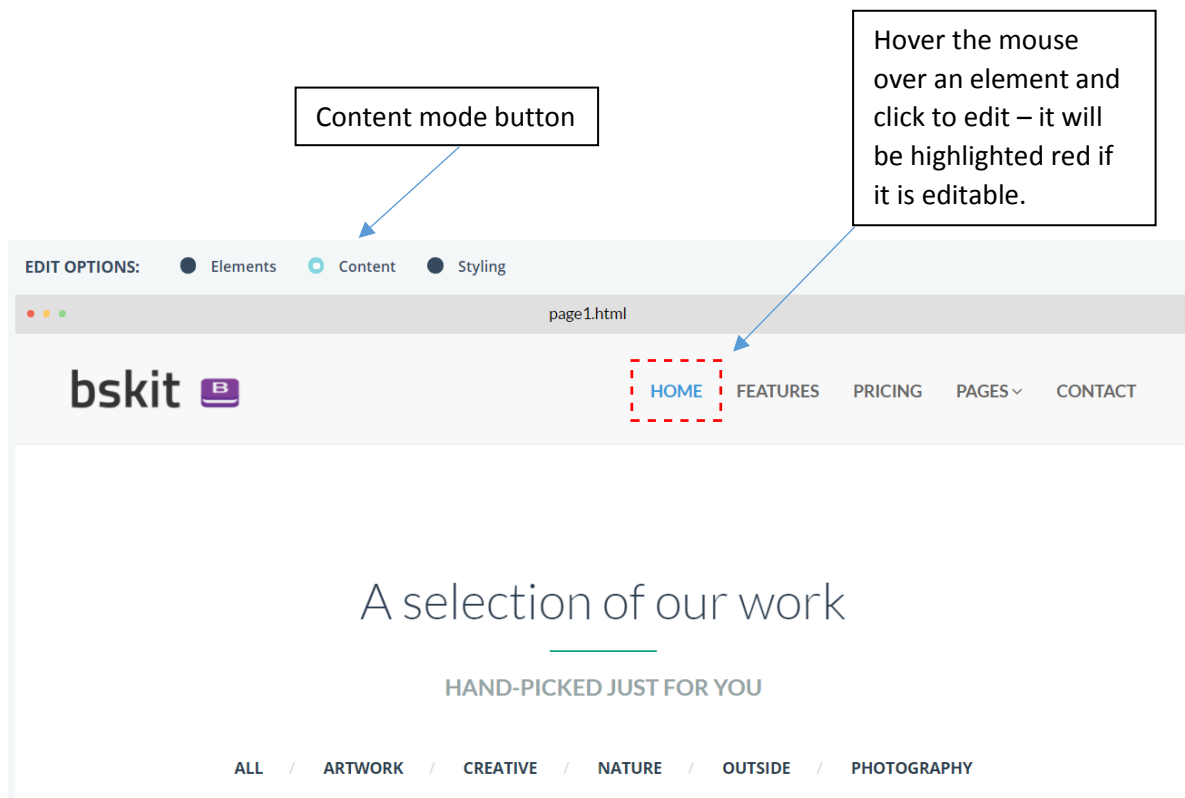 Hover the mouse
over an element and
click to edit – it will
be highlighted red if
it is editable.
Content mode button
EDIT OPTIONS: Elements Content Styling
page1.html
bskit B
HOME FEATURES PRICING PAGES CONTACT
A selection of our work
HAND-PICKED JUST FOR YOU
ALL / ARTWORK / CREATIVE / NATURE / OUTSIDE / PHOTOGRAPHY